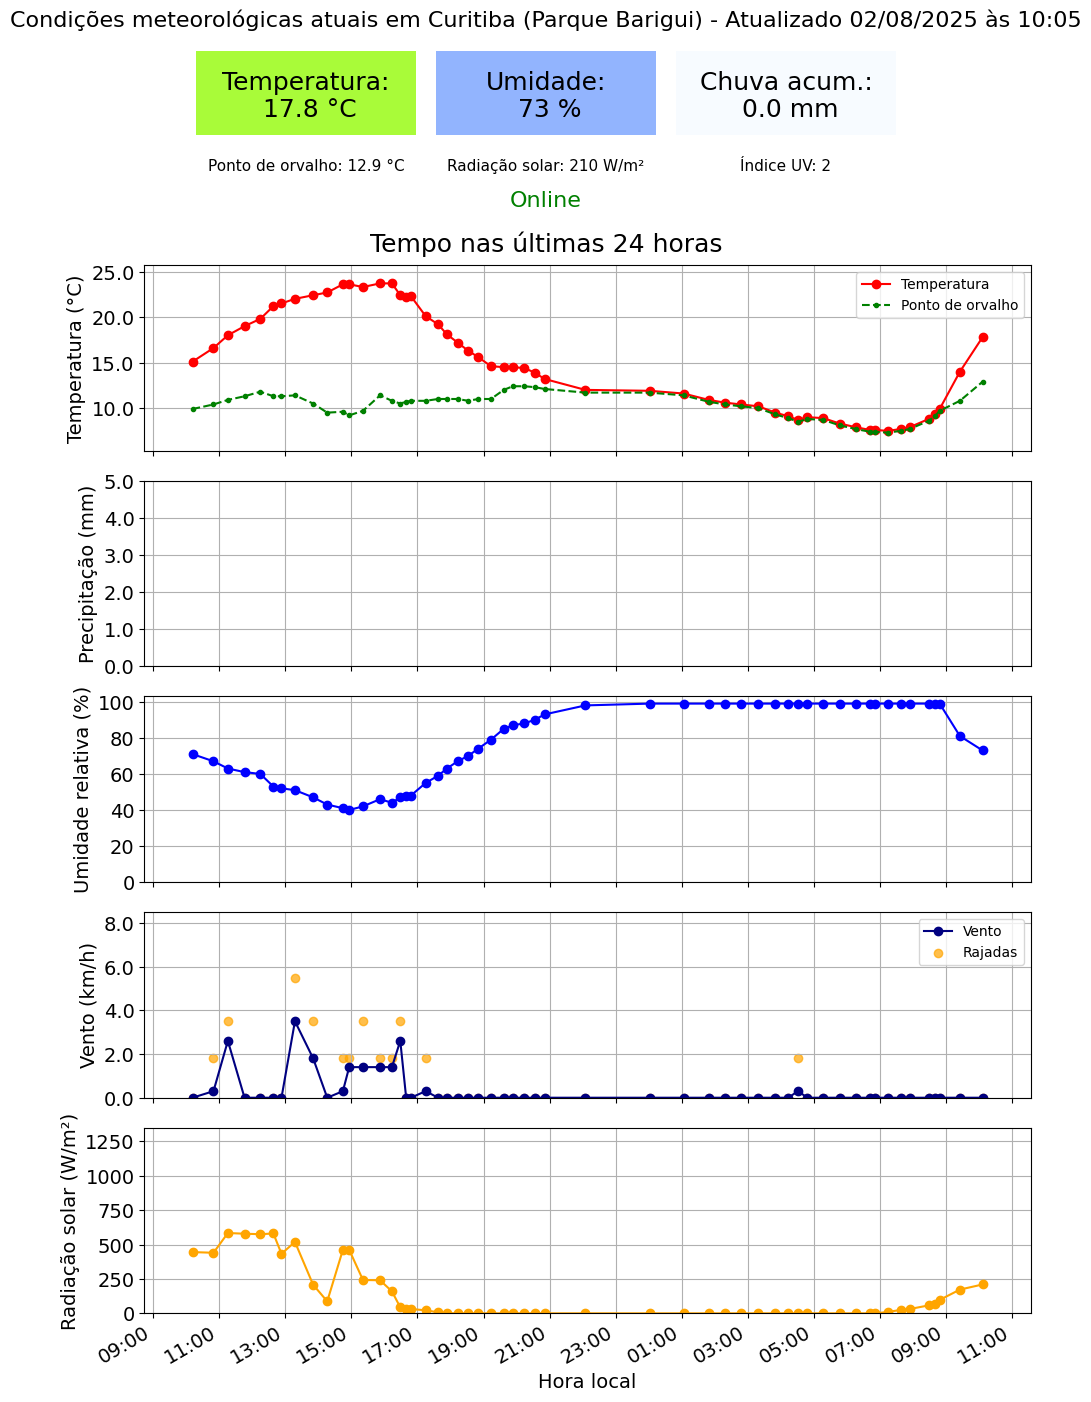 Condições meteorológicas atuais em Curitiba (Parque Barigui) - Atualizado 02/08/2025 às 10:05
Temperatura:
17.8 °C
Umidade:
73 %
Chuva acum.:
0.0 mm
Ponto de orvalho: 12.9 °C
Radiação solar: 210 W/m²
Índice UV: 2
Online
Tempo nas últimas 24 horas
Temperatura (°C)
25.0
20.0
15.0
10.0
Temperatura
Ponto de orvalho
Precipitação (mm)
5.0
4.0
3.0
2.0
1.0
0.0
Umidade relativa (%)
100
80
60
40
20
0
Vento (km/h)
8.0
6.0
4.0
2.0
0.0
Vento
Rajadas
Radiação solar (W/m²)
1250
1000
750
500
250
0
09:00
11:00
13:00
15:00
17:00
19:00
21:00
23:00
01:00
03:00
05:00
07:00
09:00
11:00
Hora local